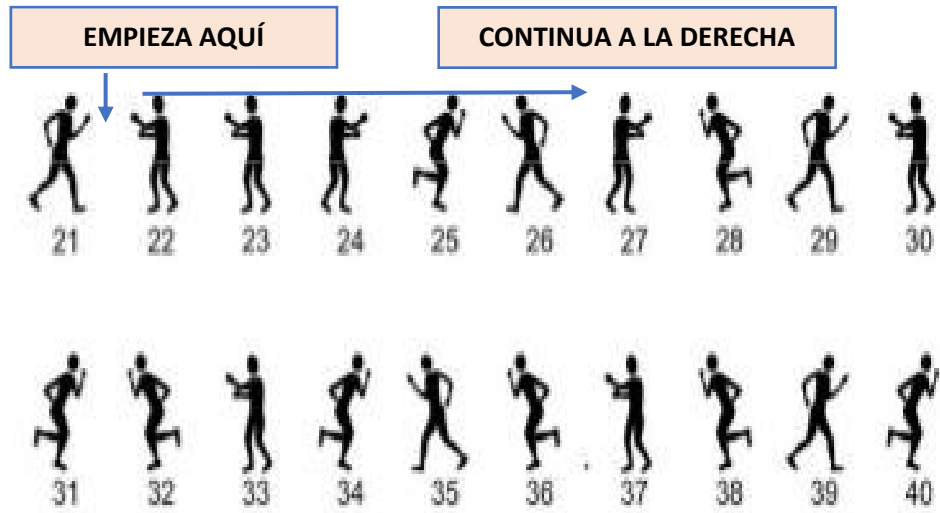 EMPIEZA AQUÍ
CONTINUA A LA DERECHA
21 22 23 24 25 26 27 28 29 30
31 32 33 34 35 36 37 38 39 40